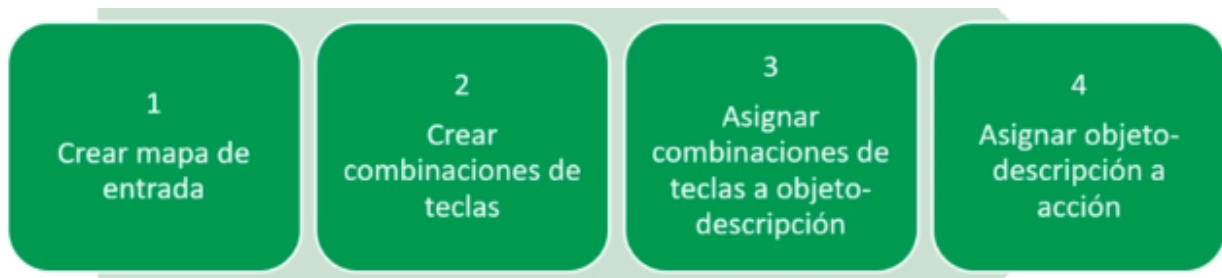 1
Crear mapa de
entrada
2
Crear
combinaciones de
teclas
3
Asignar
combinaciones de
teclas a objeto-
descripción
4
Asignar objeto-
descripción a
acción